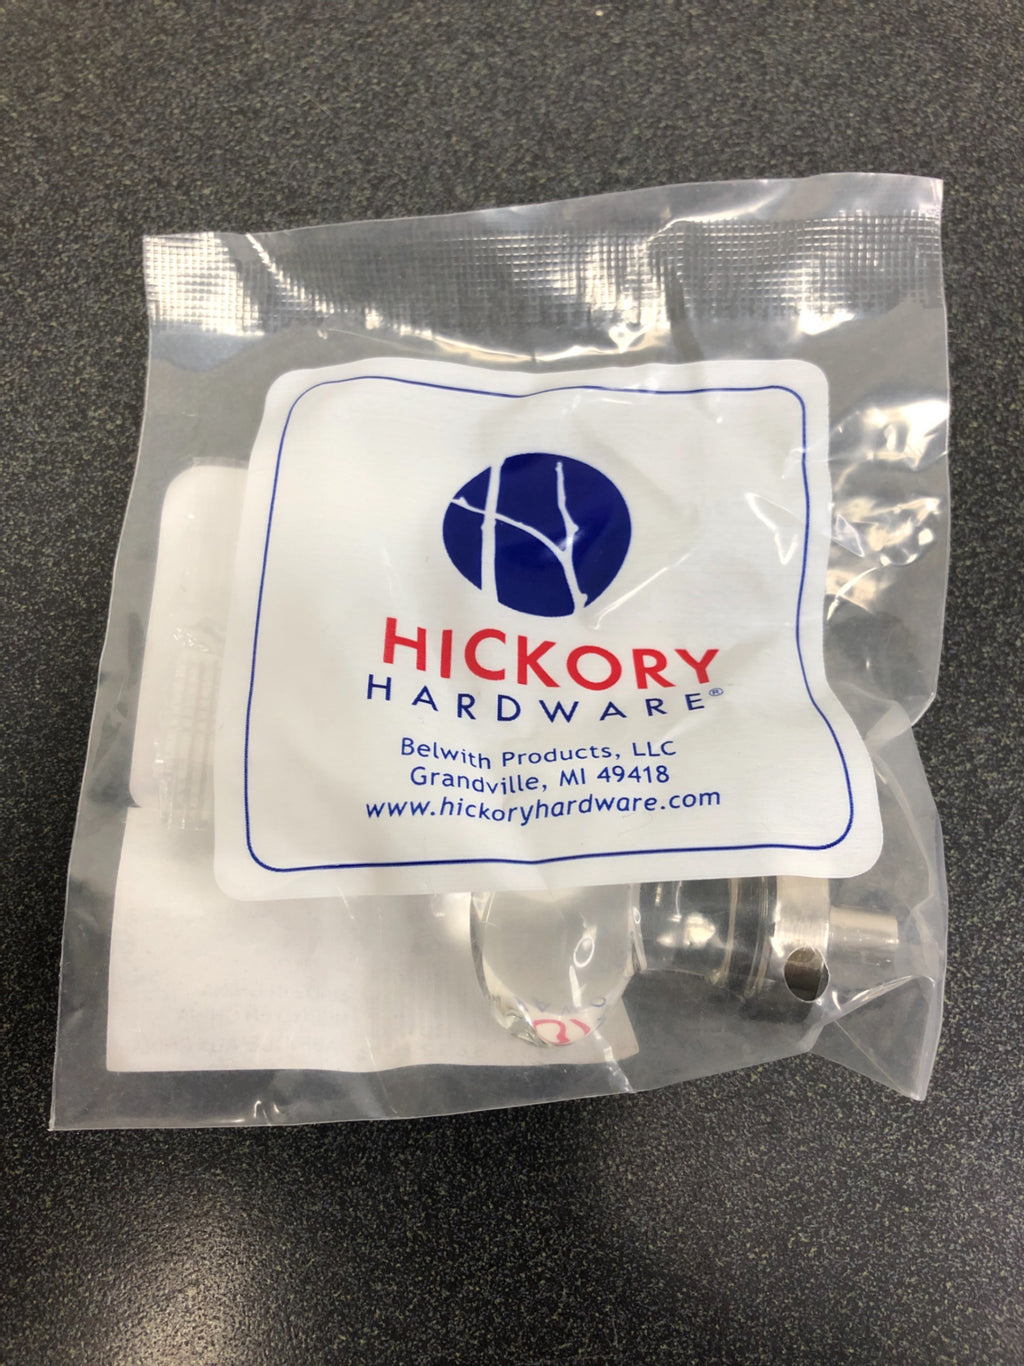 HICKORY
HARDWARE®
Belwith Products, LLC
Grandville, MI 49418
www.hickoryhardware.com